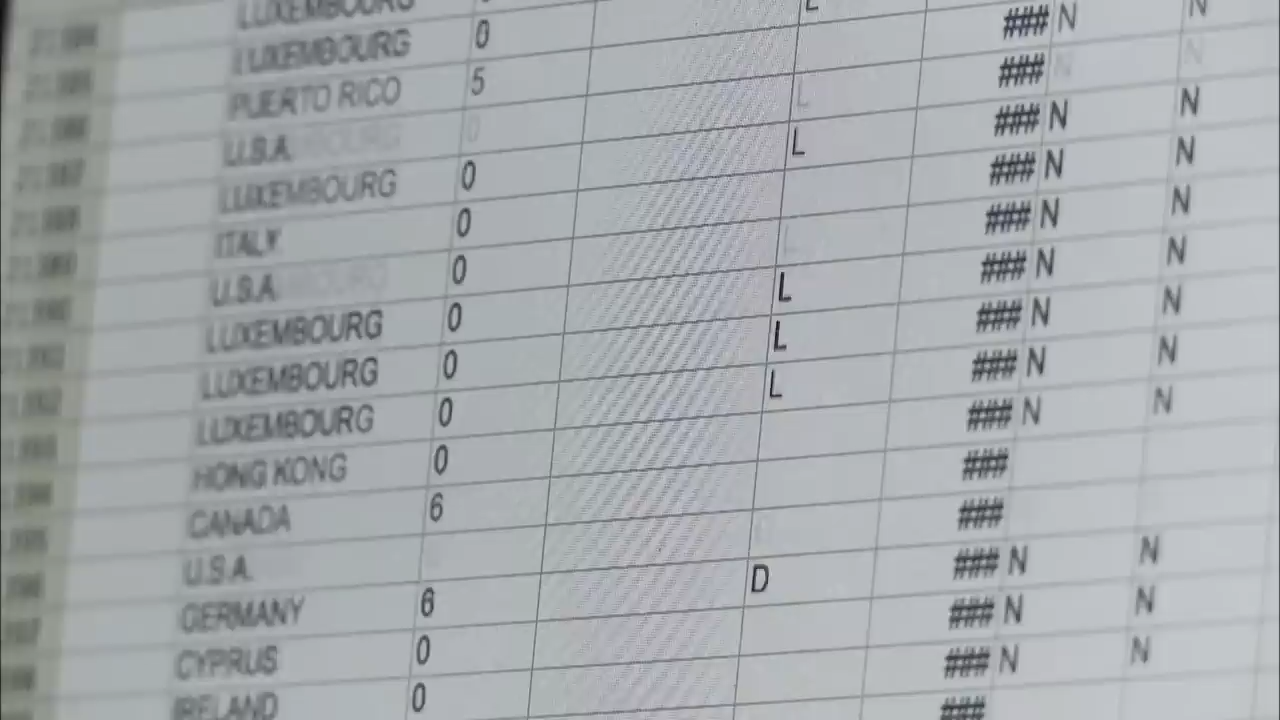 LUXEMBOURG
LUXEMBOURG 0 L
PUERTO RICO 5 ### N N
U.S.A. ###
LUXEMBOURG 0 L ### N N
ITALY 0 ### N N
U.S.A. 0 ### N N
LUXEMBOURG 0 L ### N N
LUXEMBOURG 0 L ### N N
LUXEMBOURG 0 L ### N N
HONG KONG 0 ### N N
CANADA 6 ###
U.S.A. ###
GERMANY 6 D ### N N
CYPRUS 0 ### N N
IRELAND 0 ### N N
###